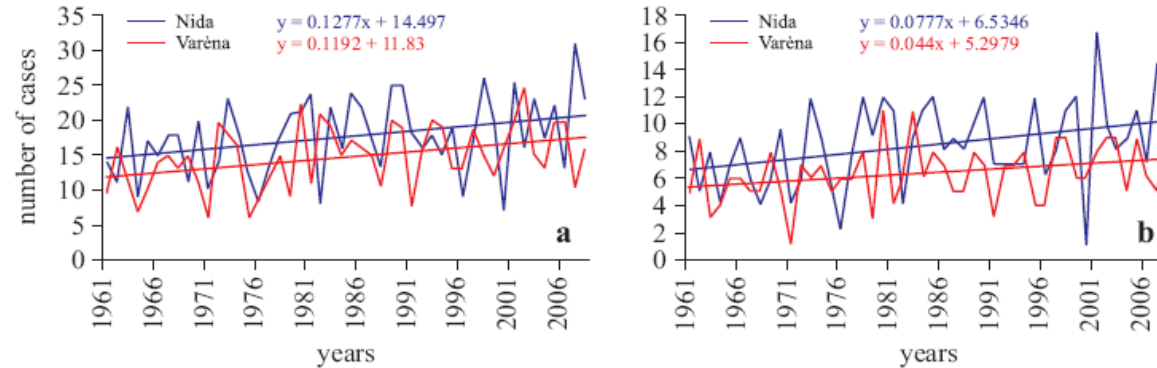 35
30
25
20
15
10
5
0
number of cases
Nida y = 0.1277x + 14.497
Varėna y = 0.1192 + 11.83
a
1961 1966 1971 1976 1981 1986 1991 1996 2001 2006
years
18
16
14
12
10
8
6
4
2
0
Nida y = 0.0777x + 6.5346
Varėna y = 0.044x + 5.2979
b
1961 1966 1971 1976 1981 1986 1991 1996 2001 2006
years